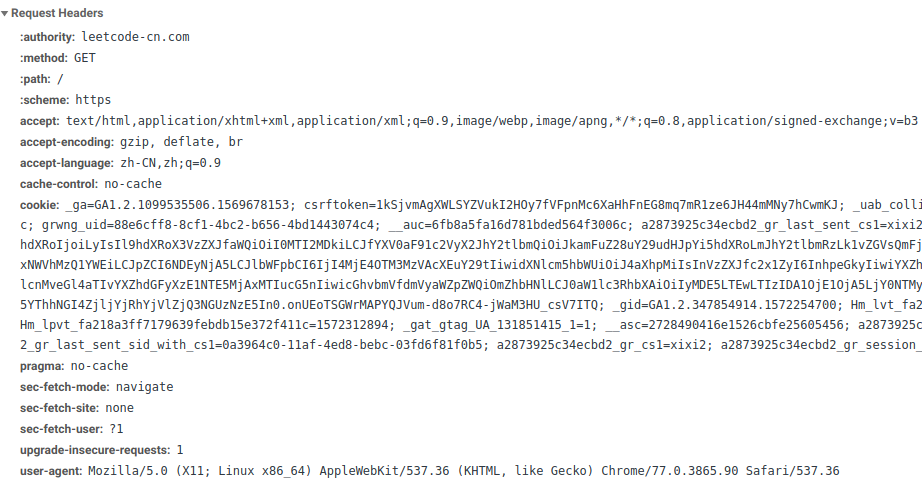 Request Headers
:authority: leetcode-cn.com
:method: GET
:path: /
:scheme: https
accept: text/html,application/xhtml+xml,application/xml;q=0.9,image/webp,image/apng,*/*;q=0.8,application/signed-exchange;v=b3
accept-encoding: gzip, deflate, br
accept-language: zh-CN,zh;q=0.9
cache-control: no-cache
cookie: _ga=GA1.2.1099535506.1569678153; csrftoken=1kSjvmAgXWLSYZVukI2HOy7fVFpnMc6XaHhFnEG8mq7mR1ze6JH44mMNy7hCwmKJ; _uab_colli
c; grwng_uid=88e6cff8-8cf1-4bc2-b656-4bd1443074c4; __auc=6fb8a5fa16d781bded564f3006c; a2873925c34ecbd2_gr_last_sent_cs1=xixi2
hdXRoIjoiLyIsIl9hdXRoX3VzZXJfaWQiOiI0MTI2MDkiLCJfYXV0aF91c2VyX2JhY2tlbmQiOiJkamFuZ28uY29udHJpYi5hdXRoLmJhY2tlbmRzLk1vZGVsQmFj
xNWVhMzQ1YWEiLCJpZCI6NDEyNjA5LCJlbWFpbCI6IjI4MjE4OTM3MzVAcXEuY29tIiwidXNlcm5hbWUiOiJ4aXhpMiIsInVzZXJfc2x1ZyI6InhpeGkyIiwiYXZh
lcnMveGl4aTIvYXZhdGFyXzE1NTE5MjAxMTIucG5nIiwicGhvbmVfdmVyaWZpZWQiOmZhbHNlLCJ0aW1lc3RhbXAiOiIyMDE5LTEwLTIzIDA1OjE1OjA5LjY0NTMy
5YThhNGI4ZjljYjRhYjVlZjQ3NGUzNzE5In0.onUEoTSGWrMAPYQJVum-d8o7RC4-jWaM3HU_csV7ITQ; _gid=GA1.2.347854914.1572254700; Hm_lvt_fa2
Hm_lpvt_fa218a3ff7179639febdb15e372f411c=1572312894; _gat_gtag_UA_131851415_1=1; __asc=2728490416e1526cbfe25605456; a2873925c
2_gr_last_sent_sid_with_cs1=0a3964c0-11af-4ed8-bebc-03fd6f81f0b5; a2873925c34ecbd2_gr_cs1=xixi2; a2873925c34ecbd2_gr_session_
pragma: no-cache
sec-fetch-mode: navigate
sec-fetch-site: none
sec-fetch-user: ?1
upgrade-insecure-requests: 1
user-agent: Mozilla/5.0 (X11; Linux x86_64) AppleWebKit/537.36 (KHTML, like Gecko) Chrome/77.0.3865.90 Safari/537.36